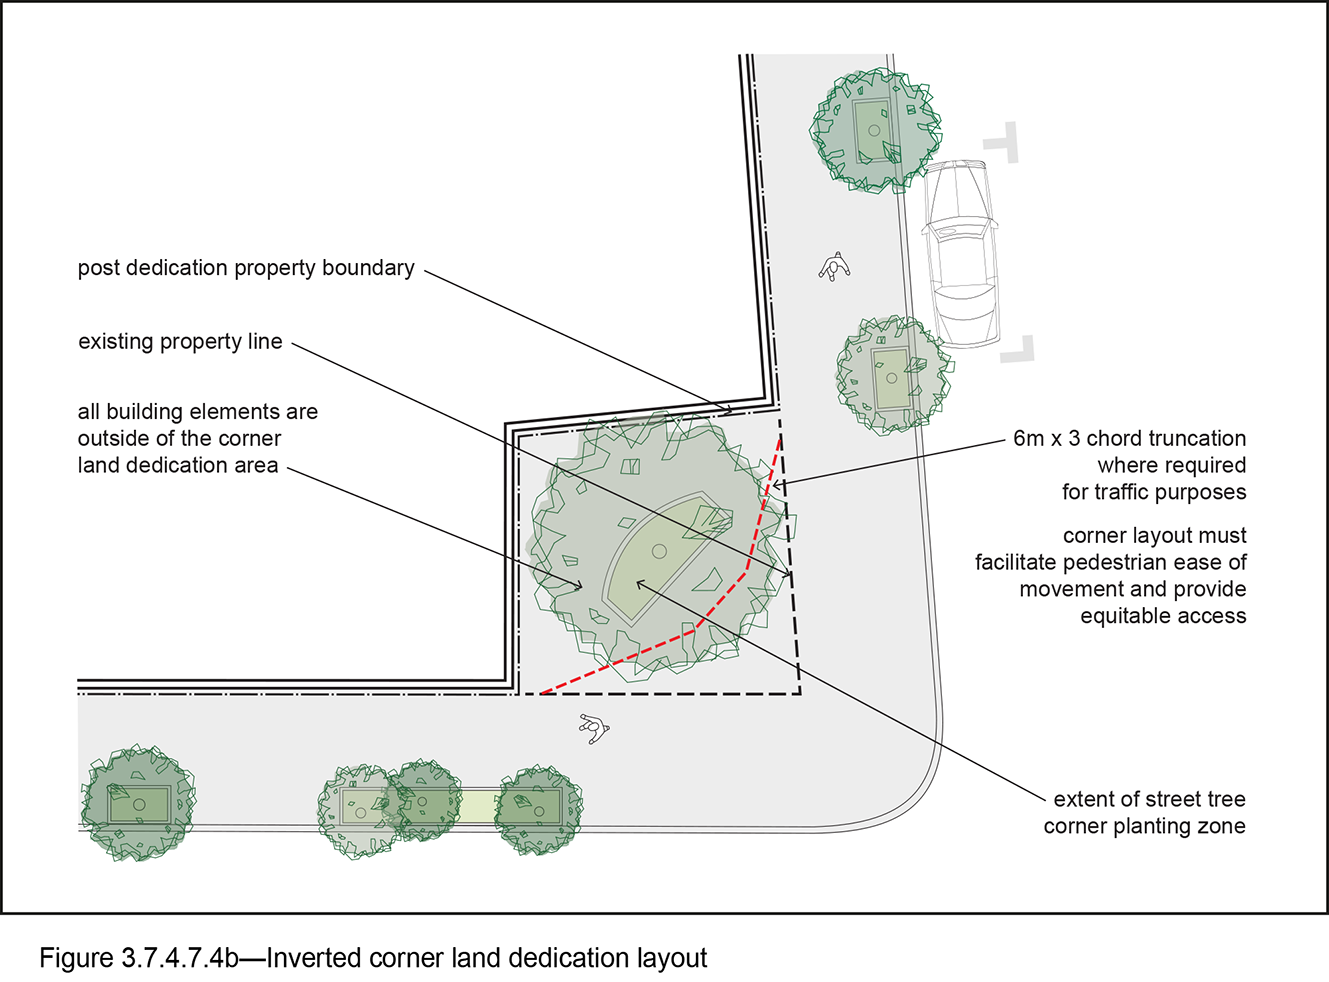 post dedication property boundary
existing property line
all building elements are
outside of the corner
land dedication area
6m x 3 chord truncation
where required
for traffic purposes
corner layout must
facilitate pedestrian ease of
movement and provide
equitable access
extent of street tree
corner planting zone
Figure 3.7.4.7.4b—Inverted corner land dedication layout